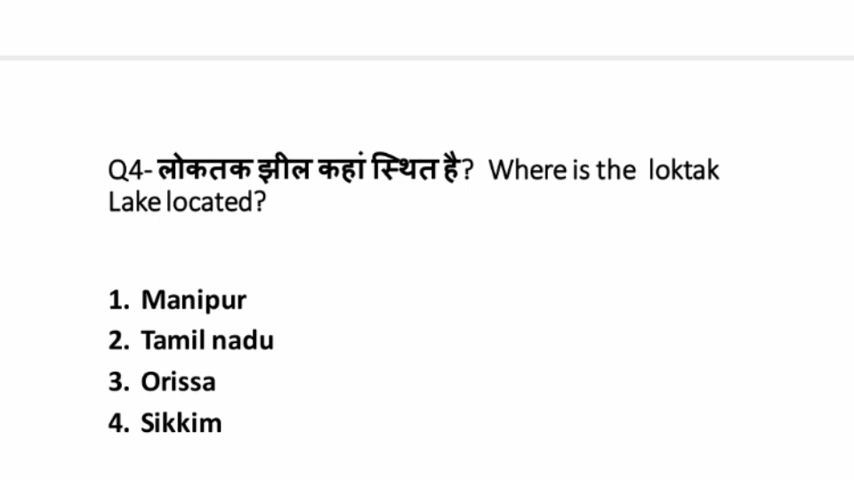 Q4- लोकतक झील कहां स्थित है? Where is the loktak
Lake located?
1. Manipur
2. Tamil nadu
3. Orissa
4. Sikkim